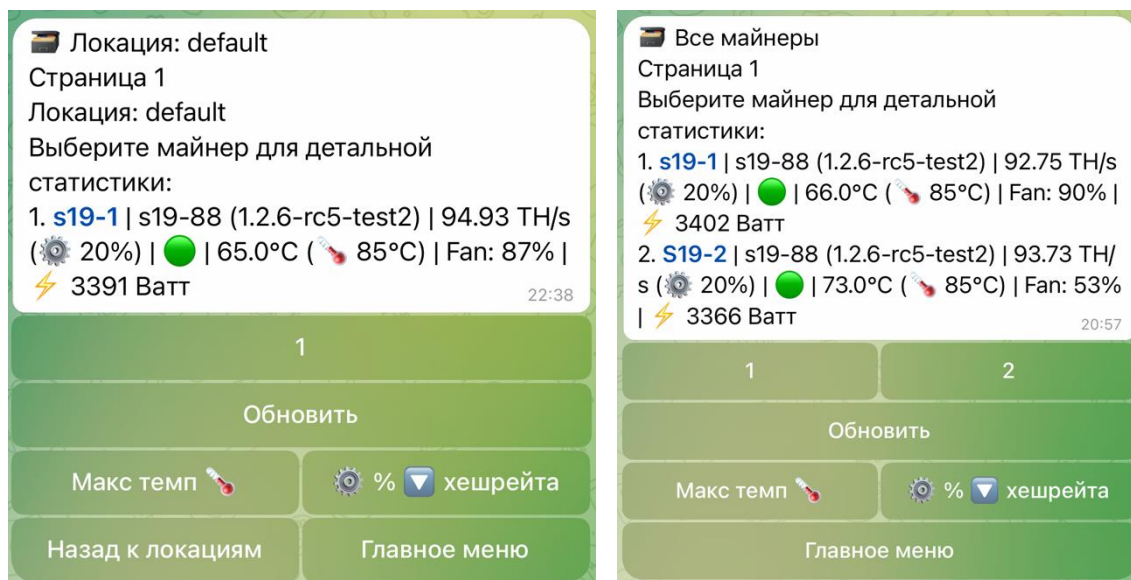 🗃 Локация: default
Страница 1
Локация: default
Выберите майнер для детальной
статистики:
1. s19-1 | s19-88 (1.2.6-rc5-test2) | 94.93 TH/s
(⚙️ 20%) | 🟢 | 65.0°C (🌡 85°C) | Fan: 87% |
⚡ 3391 Ватт
22:38
1
Обновить
Макс темп 🌡
⚙️ % 🔽 хешрейта
Назад к локациям
Главное меню
🗃 Все майнеры
Страница 1
Выберите майнер для детальной
статистики:
1. s19-1 | s19-88 (1.2.6-rc5-test2) | 92.75 TH/s
(⚙️ 20%) | 🟢 | 66.0°C (🌡 85°C) | Fan: 90% |
⚡ 3402 Ватт
2. S19-2 | s19-88 (1.2.6-rc5-test2) | 93.73 TH/
s (⚙️ 20%) | 🟢 | 73.0°C (🌡 85°C) | Fan: 53%
| ⚡ 3366 Ватт
20:57
1
2
Обновить
Макс темп 🌡
⚙️ % 🔽 хешрейта
Главное меню